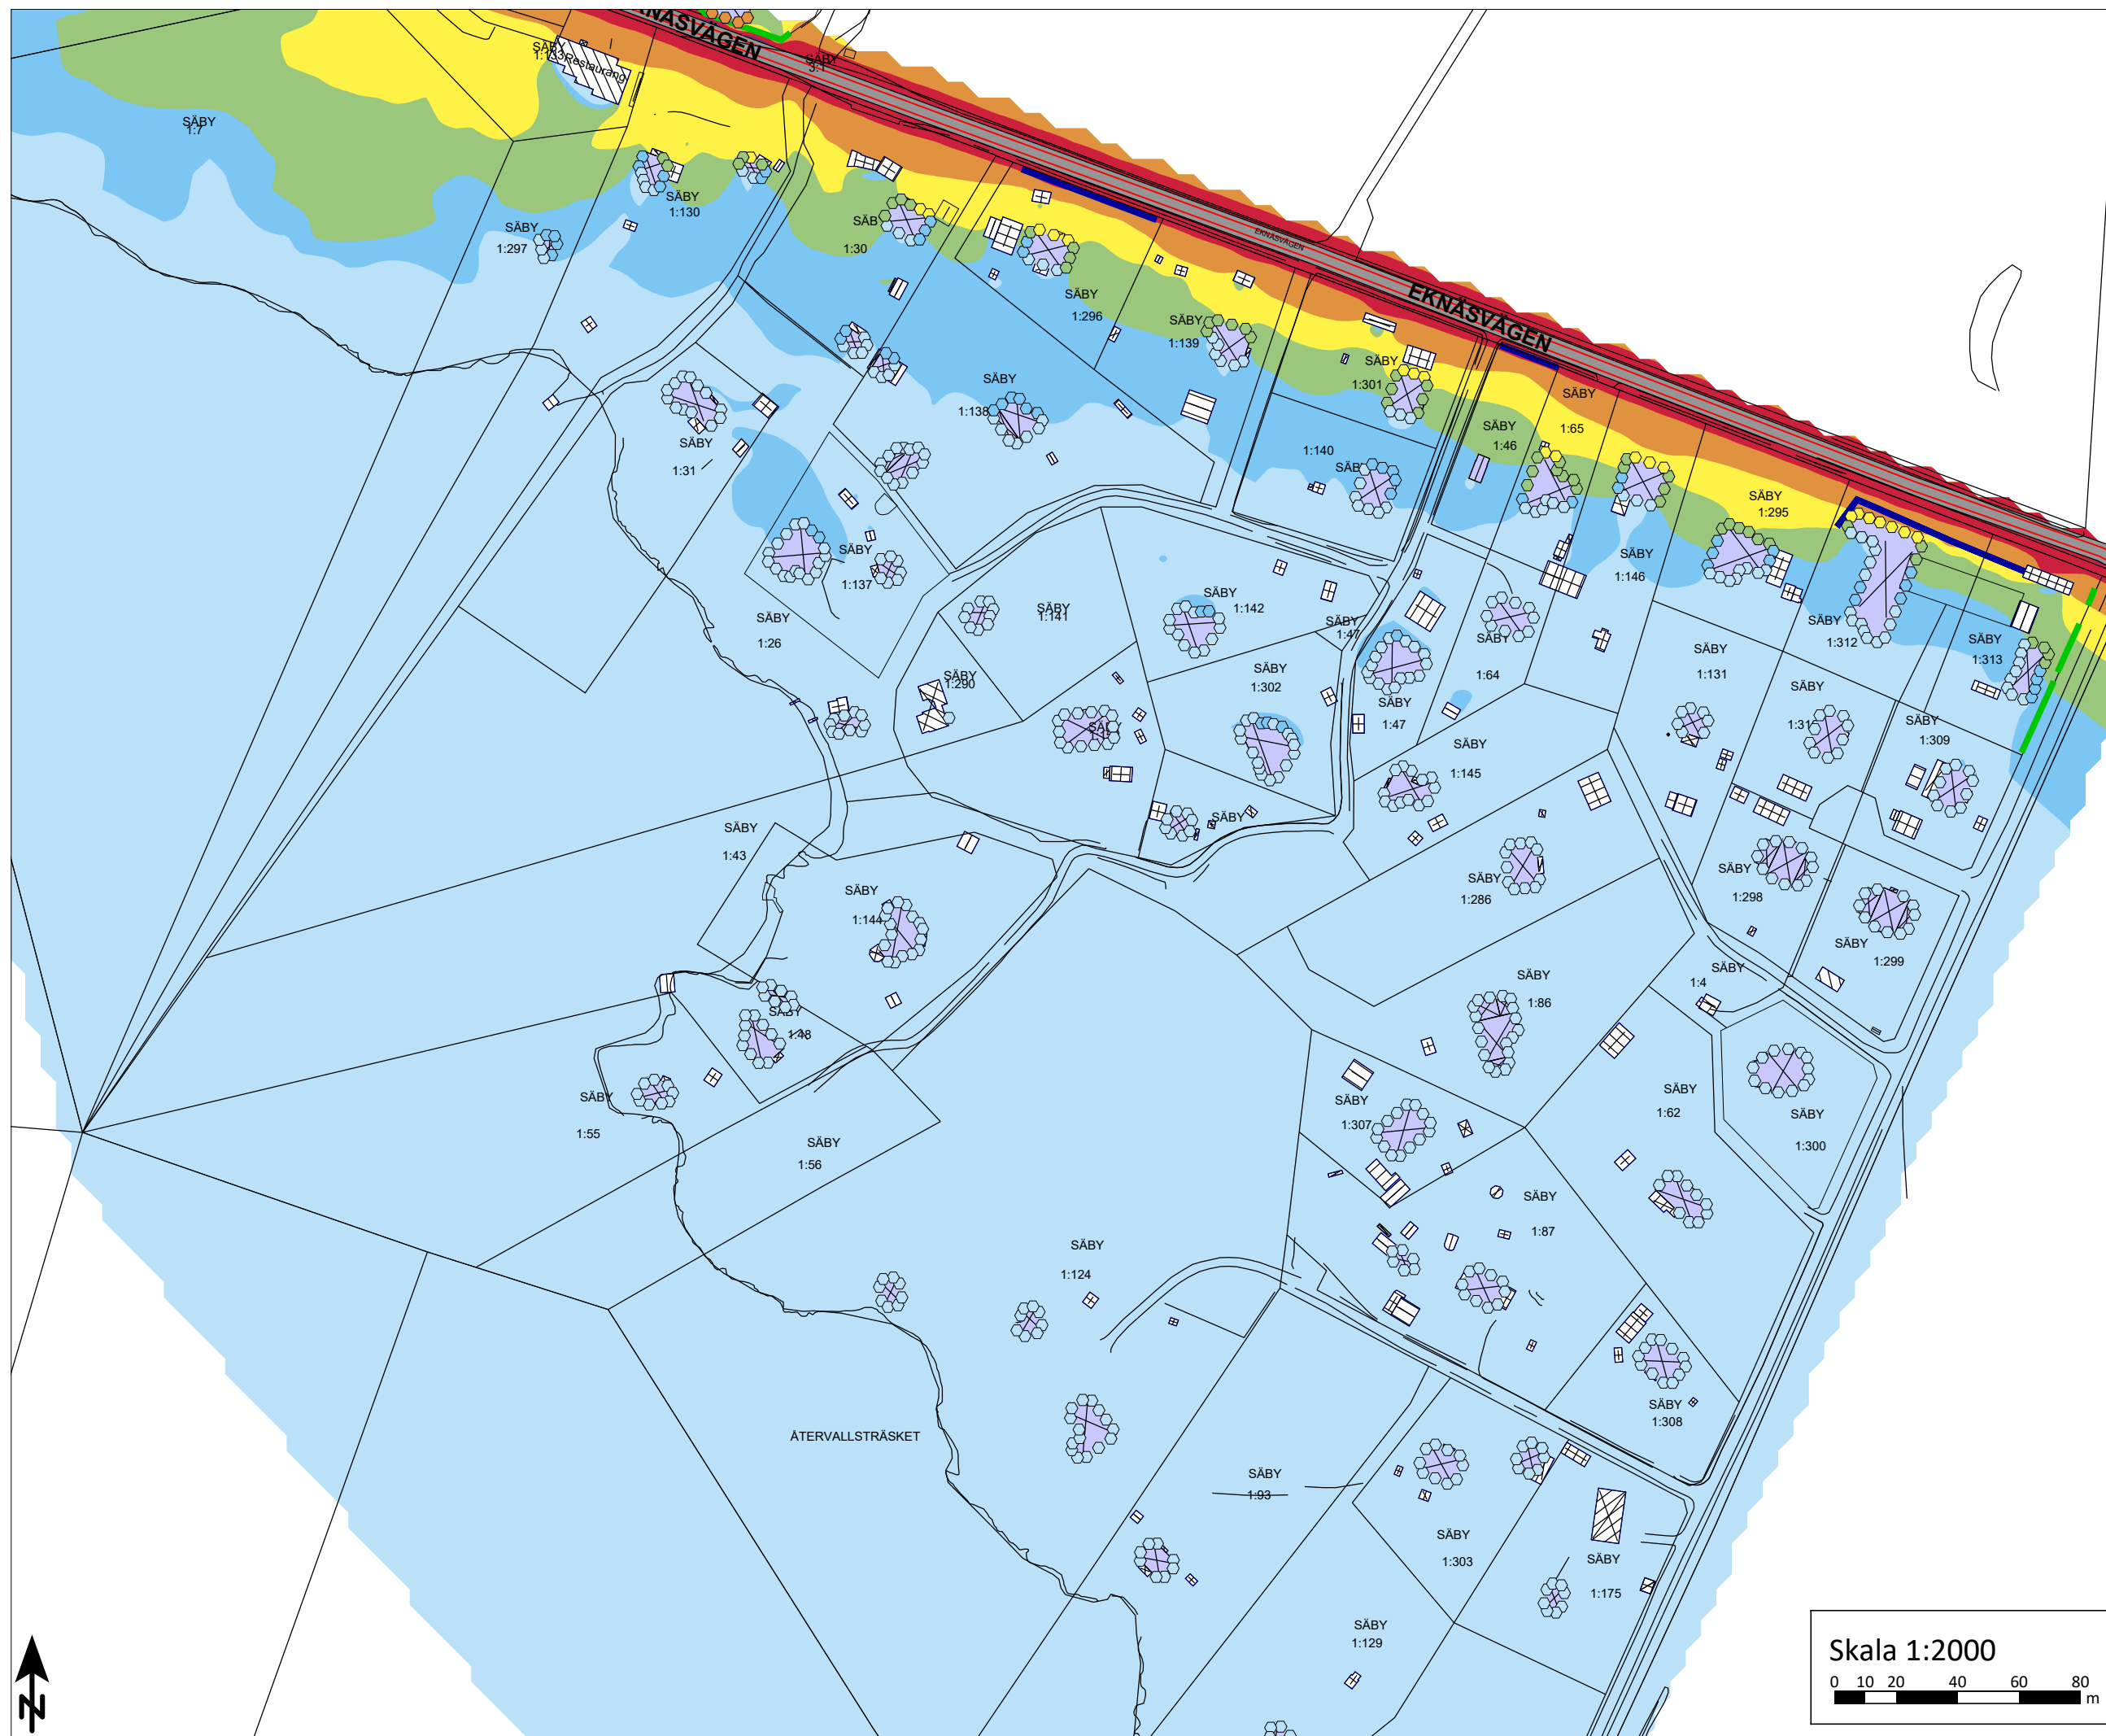 EKNÄSVÄGEN
SÄBY
1:133
Restaurang
SÄBY
3:1
SÄBY
1:7
SÄBY
1:130
SÄBY
1:297
SÄBY
1:30
EKNÄSVÄGEN
EKNÄSVÄGEN
SÄBY
1:296
SÄBY
1:139
SÄBY
1:301
SÄBY
1:138
SÄBY
1:65
SÄBY
1:46
SÄBY
1:31
1:140
SÄBY
SÄBY
1:295
SÄBY
1:137
SÄBY
1:146
SÄBY
1:26
SÄBY
1:141
SÄBY
1:142
SÄBY
1:47
SÄBY
1:64
SÄBY
1:312
SÄBY
1:313
SÄBY
1:131
SÄBY
1:290
SÄBY
1:302
SÄBY
1:47
SÄBY
SÄBY
1:31
SÄBY
1:309
SÄBY
1:145
SÄBY
SÄBY
1:43
SÄBY
1:144
SÄBY
1:286
SÄBY
1:298
SÄBY
1:299
SÄBY
1:4
SÄBY
1:86
SÄBY
1:48
SÄBY
1:55
SÄBY
1:56
SÄBY
1:307
SÄBY
1:62
SÄBY
1:300
SÄBY
1:87
SÄBY
1:124
SÄBY
1:308
ÅTERVALLSTRÄSKET
SÄBY
1:93
SÄBY
1:303
SÄBY
1:175
SÄBY
1:129
N
Skala 1:2000
0 10 20 40 60 80
m